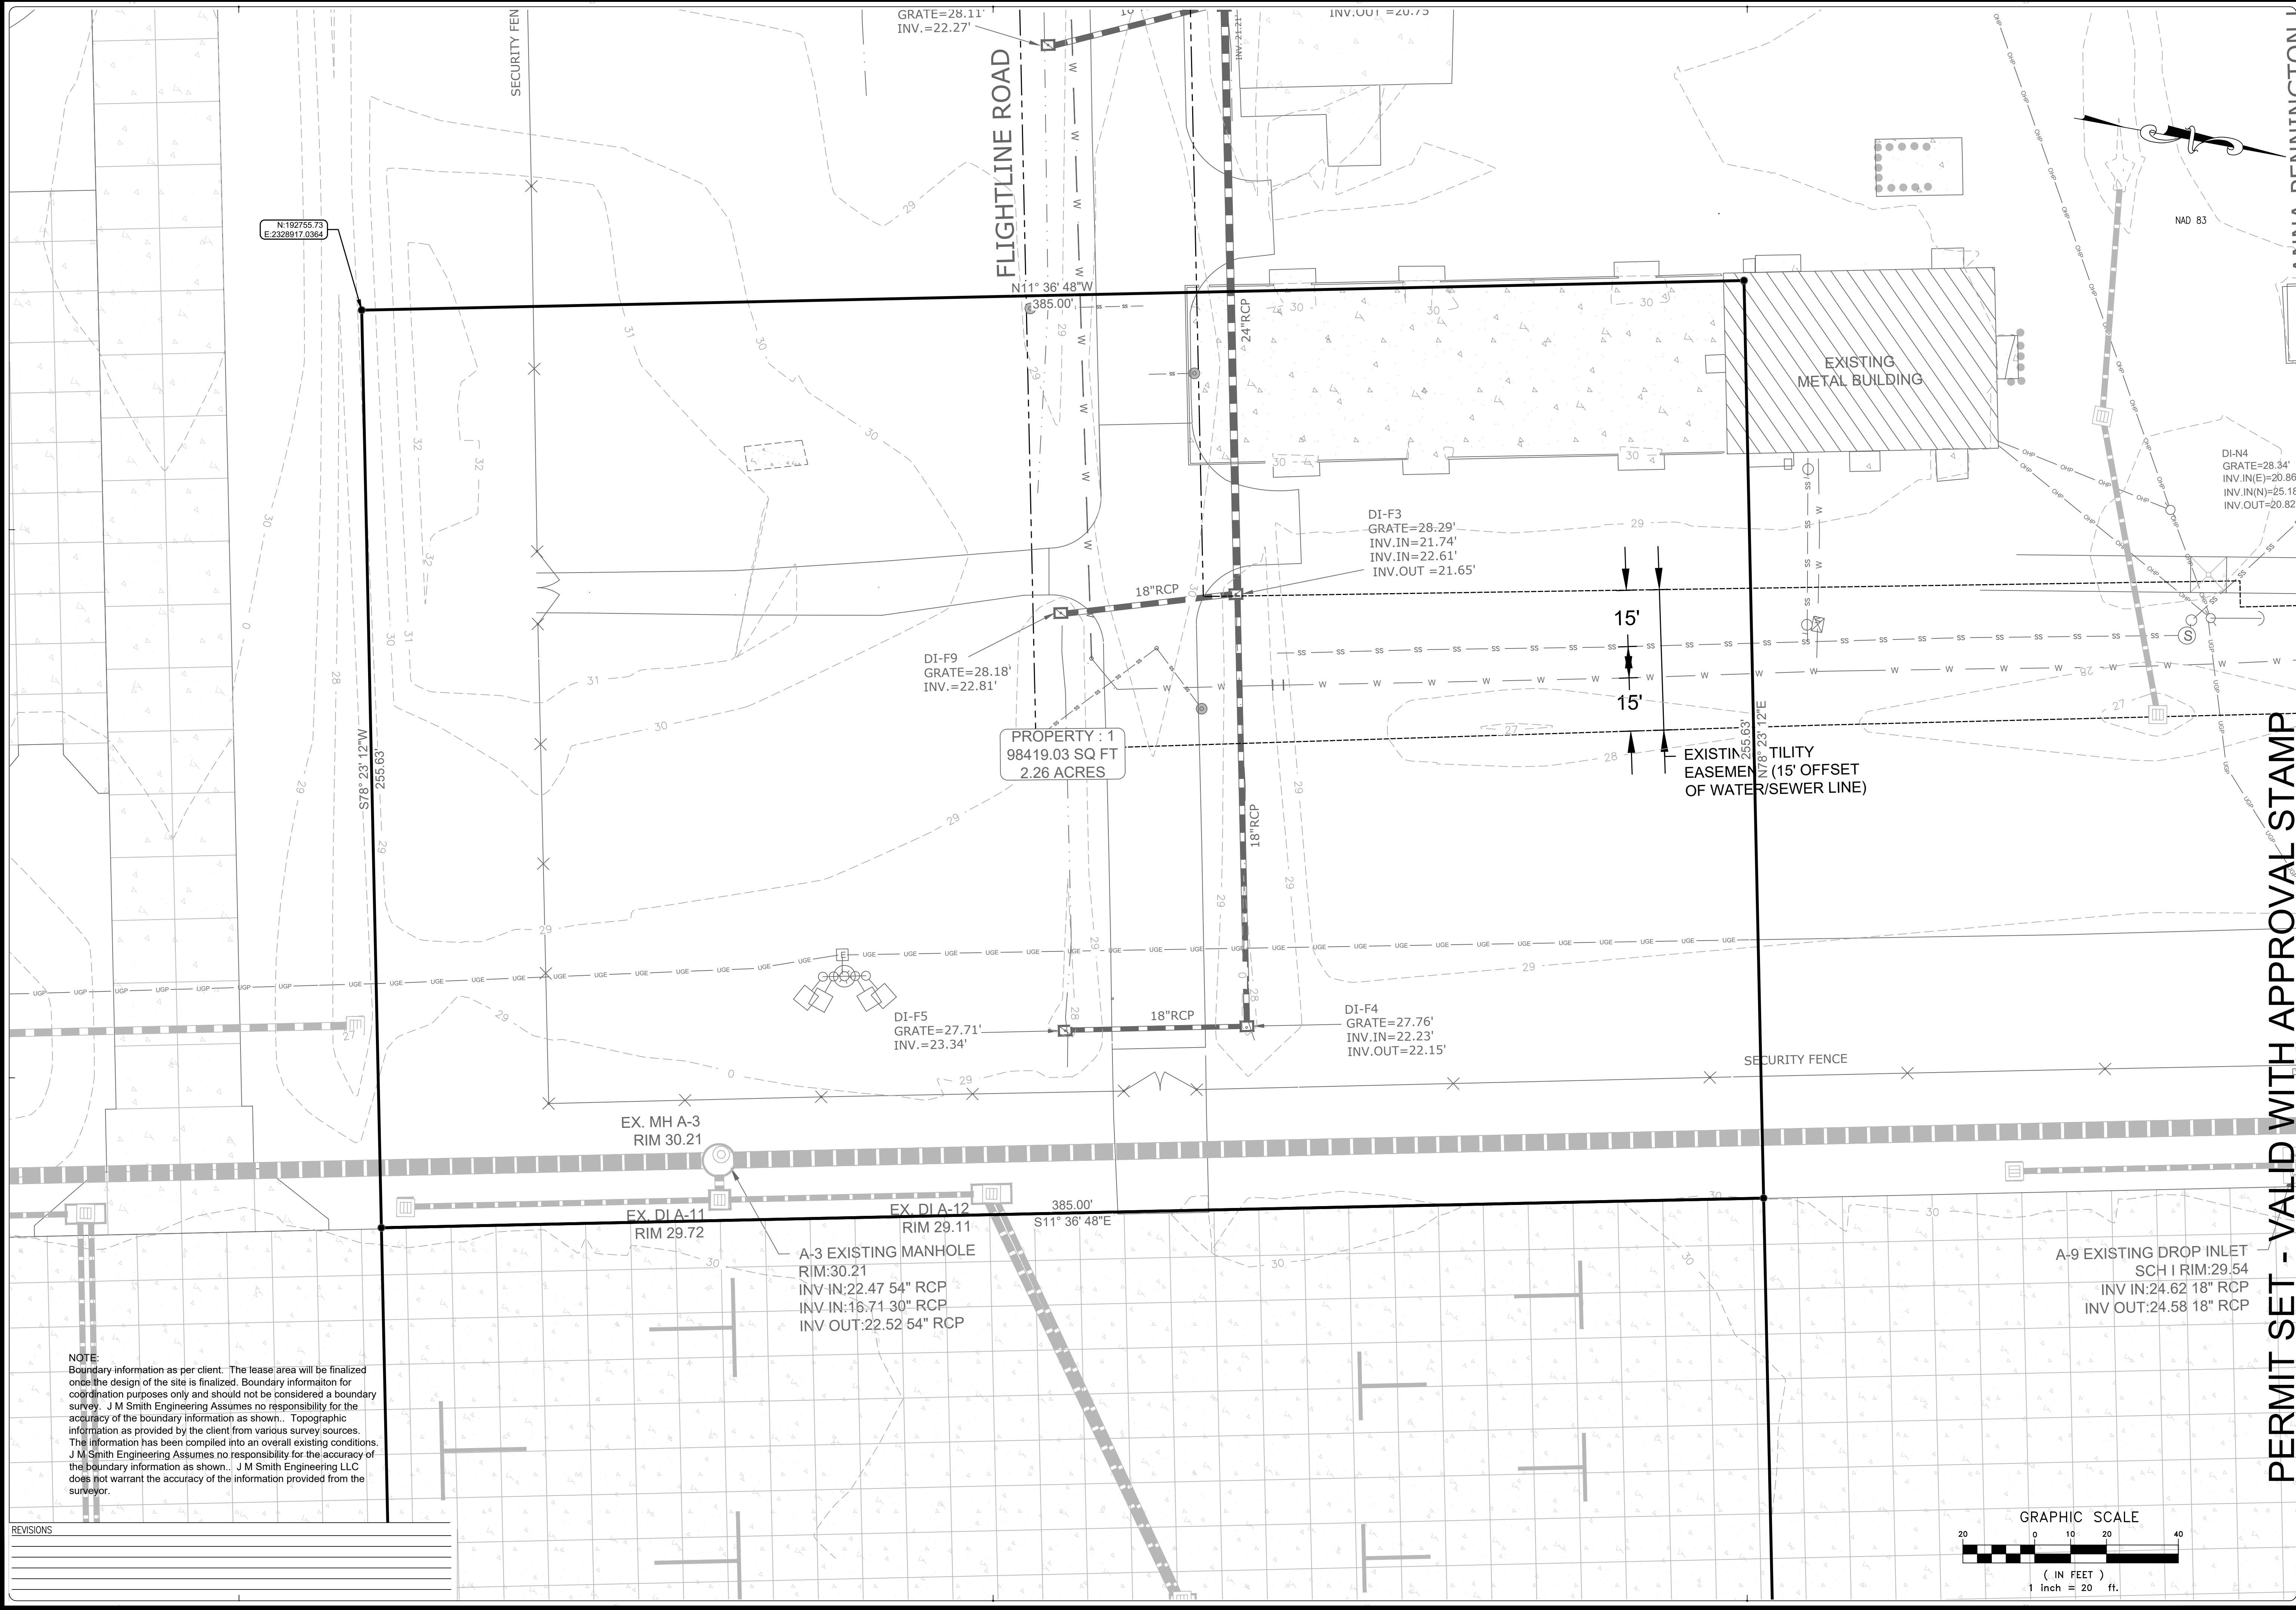 GRATE=28.11'
INV.=22.27'
SECURITY FEN
FLIGHTLINE ROAD
INV. 21.21'
INV.OUT =20.75'
N:192755.73
E:2328917.0364
NAD 83
N11° 36' 48"W
385.00'
24"RCP
EXISTING
METAL BUILDING
DI-N4
GRATE=28.34'
INV.IN(E)=20.86
INV.IN(N)=25.18
INV.OUT=20.82
DI-F3
GRATE=28.29'
INV.IN=21.74'
INV.IN=22.61'
INV.OUT =21.65'
18"RCP
15'
15'
DI-F9
GRATE=28.18'
INV.=22.81'
PROPERTY : 1
98419.03 SQ FT
2.26 ACRES
S78° 23' 12"W
255.63'
255.63'
N78° 23' 12"E
EXISTING UTILITY
EASEMENT (15' OFFSET
OF WATER/SEWER LINE)
18"RCP
DI-F5
GRATE=27.71'
INV.=23.34'
18"RCP
DI-F4
GRATE=27.76'
INV.IN=22.23'
INV.OUT=22.15'
SECURITY FENCE
EX. MH A-3
RIM 30.21
EX. DI A-11
RIM 29.72
EX. DI A-12
RIM 29.11
385.00'
S11° 36' 48"E
A-3 EXISTING MANHOLE
RIM:30.21
INV IN:22.47 54" RCP
INV IN:16.71 30" RCP
INV OUT:22.52 54" RCP
A-9 EXISTING DROP INLET
SCH I RIM:29.54
INV IN:24.62 18" RCP
INV OUT:24.58 18" RCP
PERMIT SET - VALID WITH APPROVAL STAMP
NOTE:
Boundary information as per client. The lease area will be finalized
once the design of the site is finalized. Boundary informaiton for
coordination purposes only and should not be considered a boundary
survey. J M Smith Engineering Assumes no responsibility for the
accuracy of the boundary information as shown.. Topographic
information as provided by the client from various survey sources.
The information has been compiled into an overall existing conditions.
J M Smith Engineering Assumes no responsibility for the accuracy of
the boundary information as shown.. J M Smith Engineering LLC
does not warrant the accuracy of the information provided from the
surveyor.
REVISIONS
GRAPHIC SCALE
20 0 10 20 40
( IN FEET )
1 inch = 20 ft.